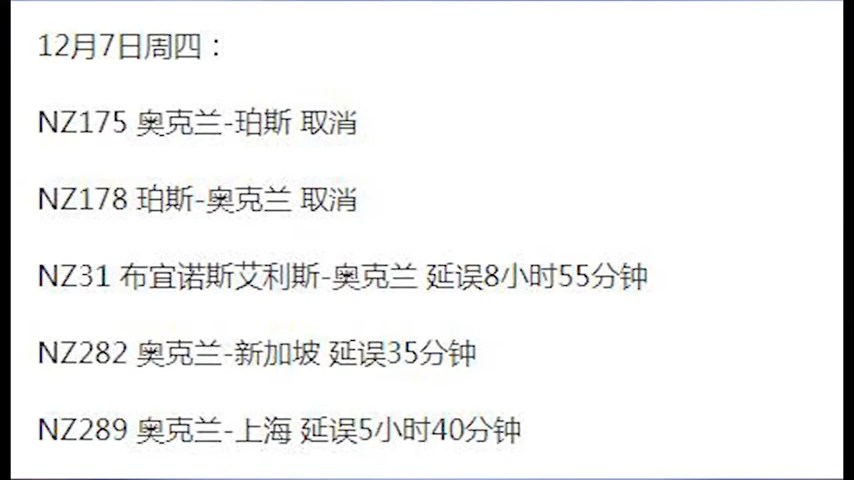 12月7日周四：
NZ175 奥克兰-珀斯 取消
NZ178 珀斯-奥克兰 取消
NZ31 布宜诺斯艾利斯-奥克兰 延误8小时55分钟
NZ282 奥克兰-新加坡 延误35分钟
NZ289 奥克兰-上海 延误5小时40分钟